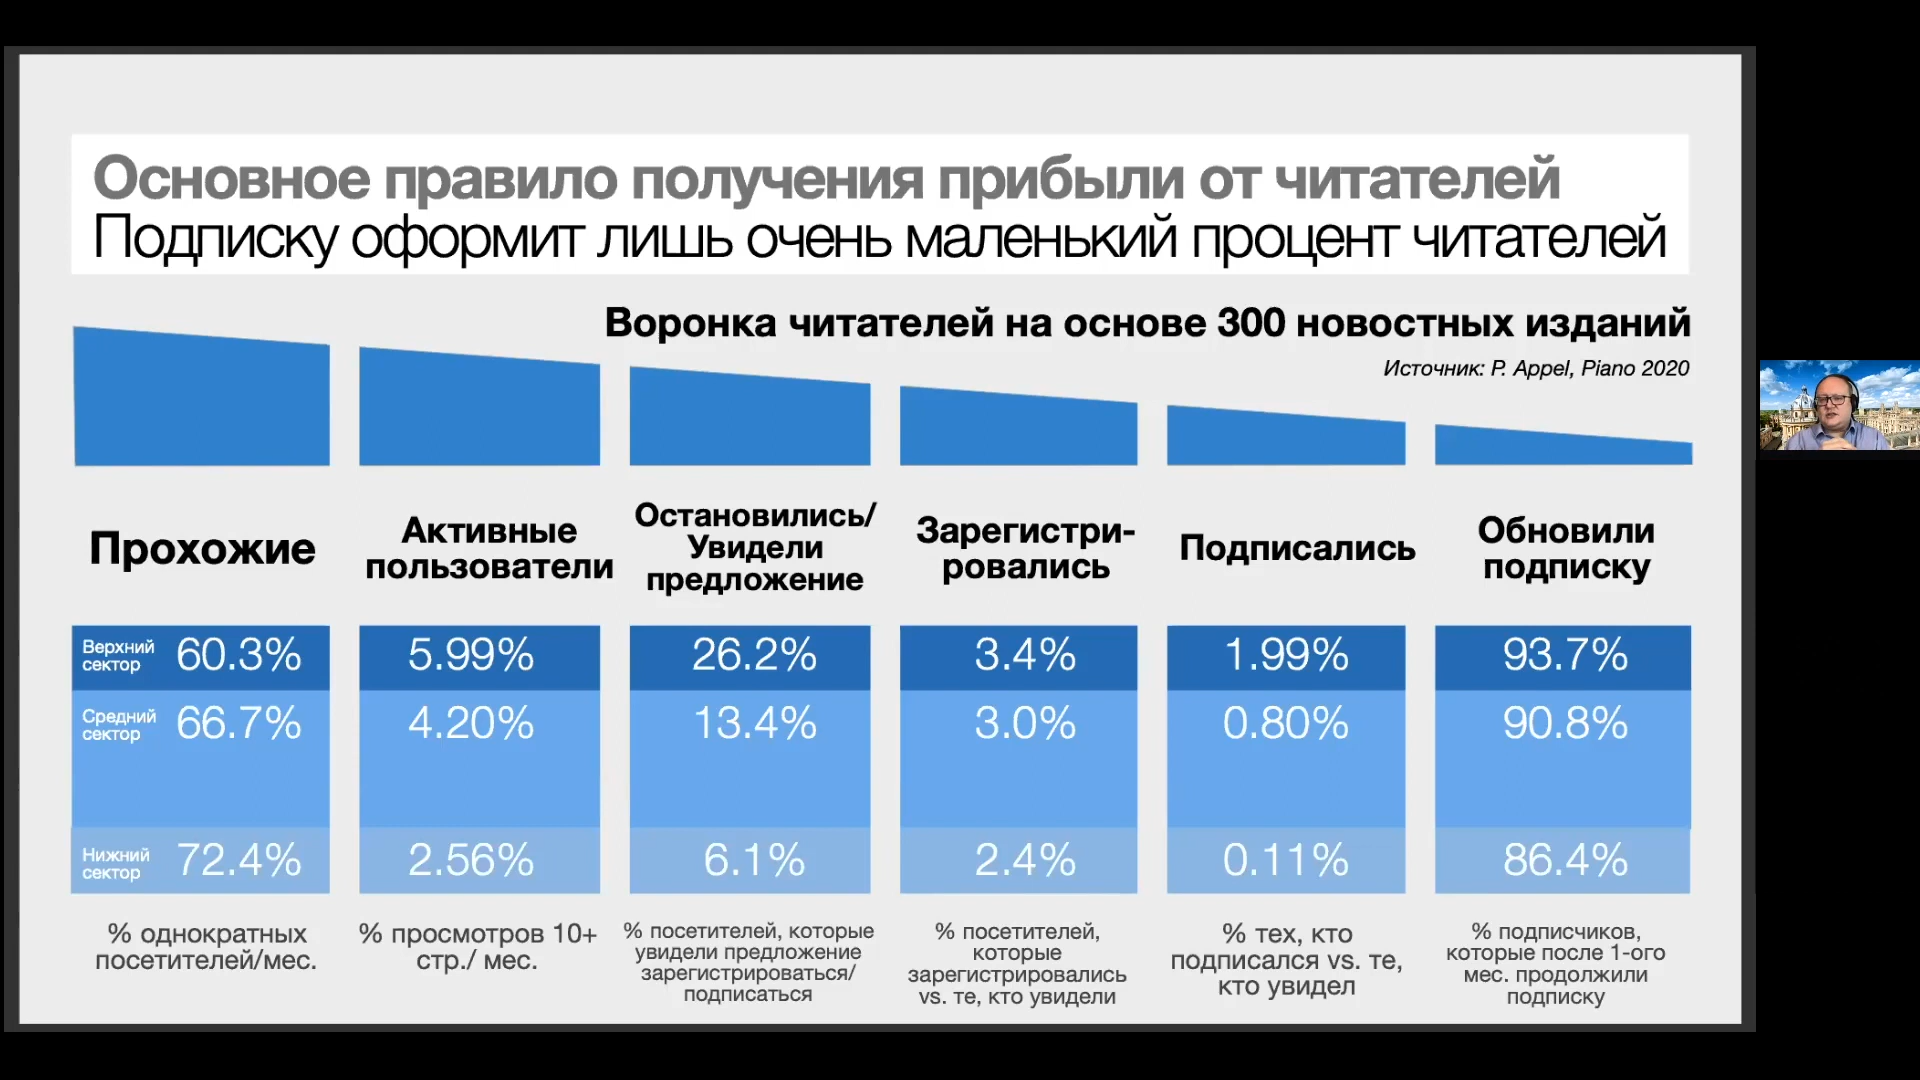 Основное правило получения прибыли от читателей
Подписку оформит лишь очень маленький процент читателей
Воронка читателей на основе 300 новостных изданий
Источник: P. Appel, Piano 2020
Прохожие
Активные
пользователи
Остановились/
Увидели
предложение
Зарегистри-
ровались
Подписались
Обновили
подписку
Верхний
сектор
60.3%
5.99%
26.2%
3.4%
1.99%
93.7%
Средний
сектор
66.7%
4.20%
13.4%
3.0%
0.80%
90.8%
Нижний
сектор
72.4%
2.56%
6.1%
2.4%
0.11%
86.4%
% однократных
посетителей/мес.
% просмотров 10+
стр./ мес.
% посетителей, которые
увидели предложение
зарегистрироваться/
подписаться
% посетителей,
которые
зарегистрировались
vs. те, кто увидели
% тех, кто
подписался vs. те,
кто увидел
% подписчиков,
которые после 1-ого
мес. продолжили
подписку